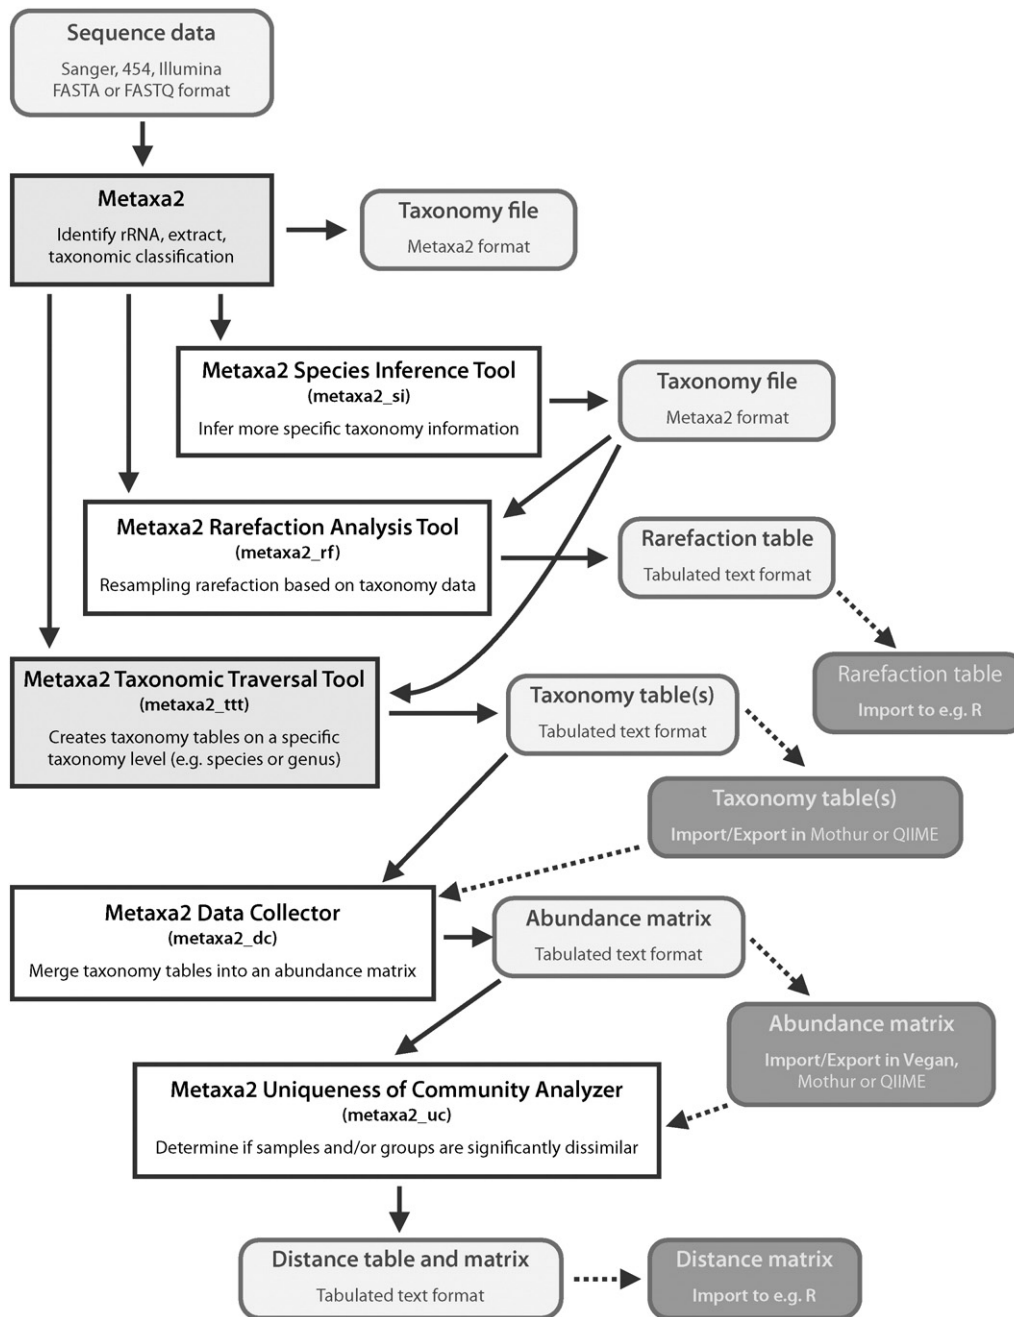 Sequence data
Sanger, 454, Illumina
FASTA or FASTQ format
Metaxa2
Identify rRNA, extract,
taxonomic classification
Taxonomy file
Metaxa2 format
Metaxa2 Species Inference Tool
(metaxa2_si)
Infer more specific taxonomy information
Taxonomy file
Metaxa2 format
Metaxa2 Rarefaction Analysis Tool
(metaxa2_rf)
Resampling rarefaction based on taxonomy data
Rarefaction table
Tabulated text format
Rarefaction table
Import to e.g. R
Metaxa2 Taxonomic Traversal Tool
(metaxa2_ttt)
Creates taxonomy tables on a specific
taxonomy level (e.g. species or genus)
Taxonomy table(s)
Tabulated text format
Taxonomy table(s)
Import/Export in Mothur or QIIME
Metaxa2 Data Collector
(metaxa2_dc)
Merge taxonomy tables into an abundance matrix
Abundance matrix
Tabulated text format
Abundance matrix
Import/Export in Vegan,
Mothur or QIIME
Metaxa2 Uniqueness of Community Analyzer
(metaxa2_uc)
Determine if samples and/or groups are significantly dissimilar
Distance table and matrix
Tabulated text format
Distance matrix
Import to e.g. R